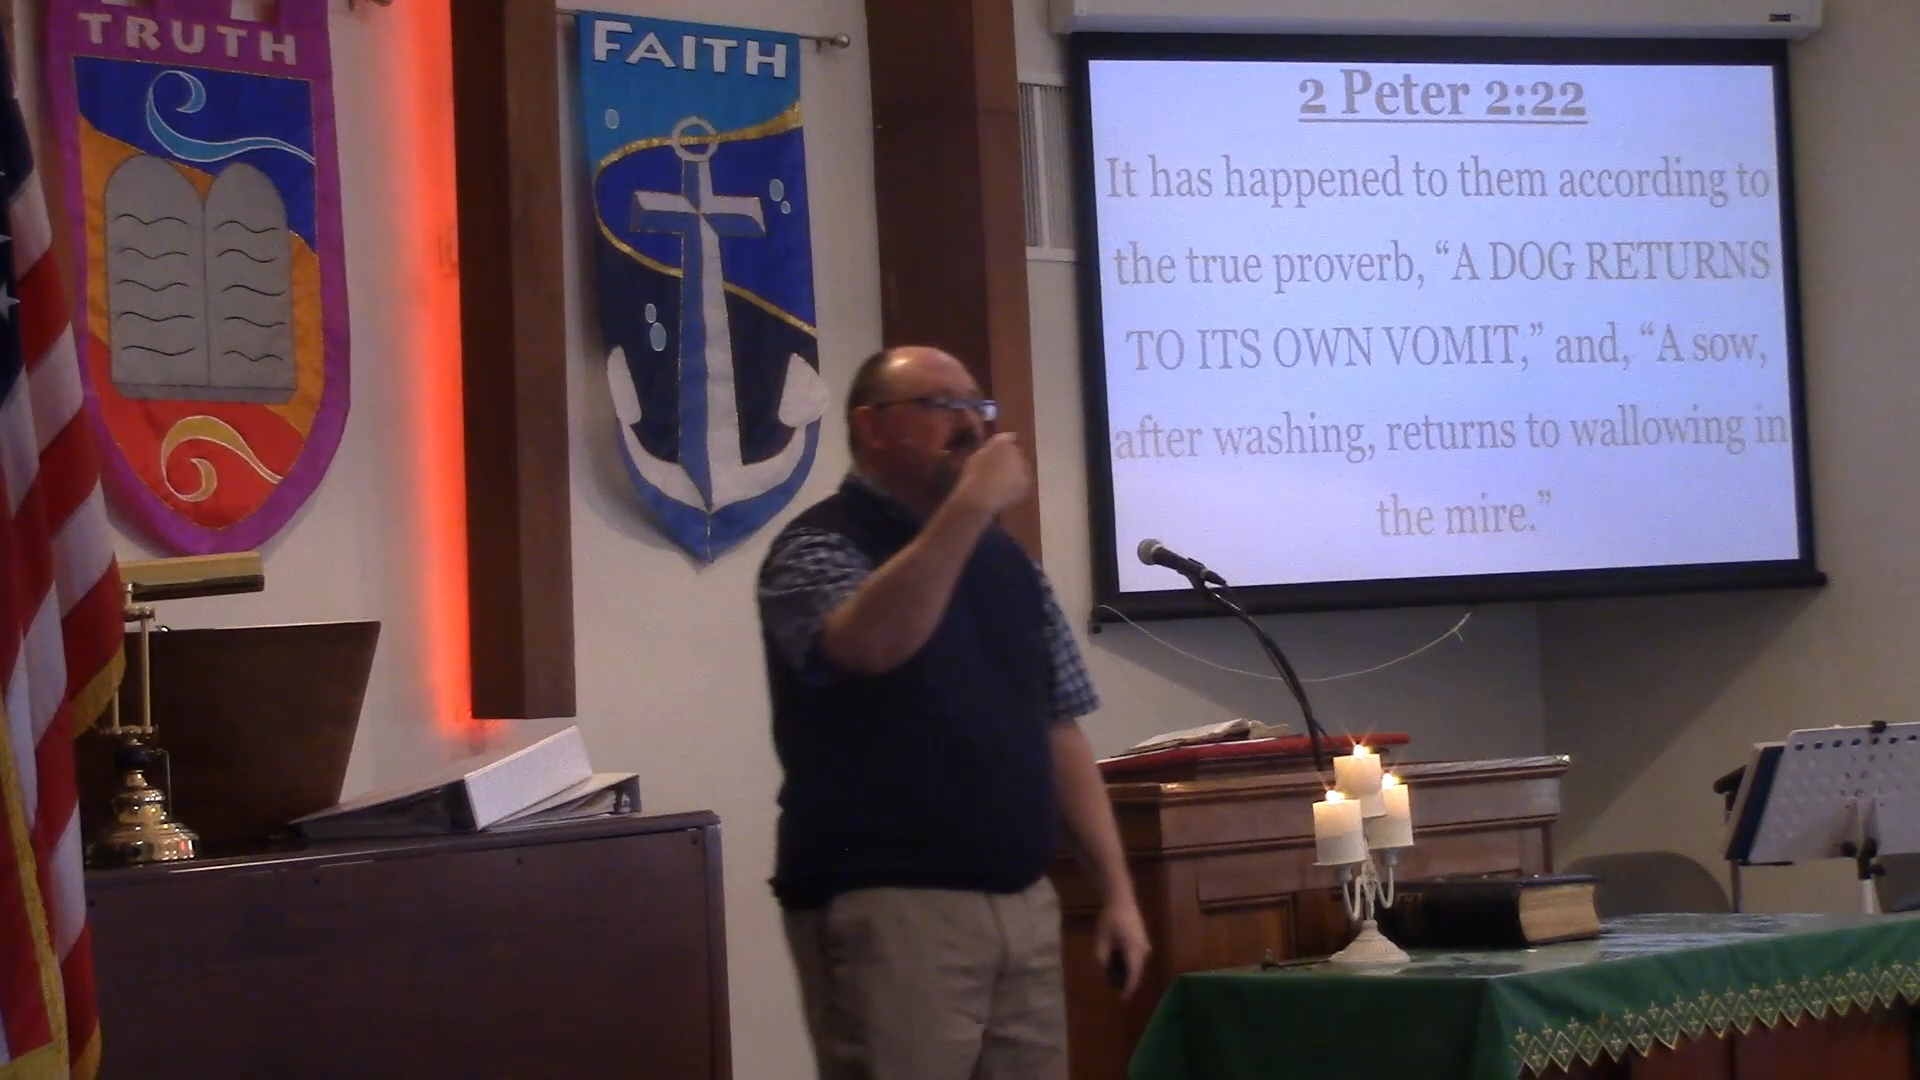 TRUTH
FAITH
2 Peter 2:22
It has happened to them according to
the true proverb, “A DOG RETURNS
TO ITS OWN VOMIT,” and, “A sow,
after washing, returns to wallowing in
the mire.”